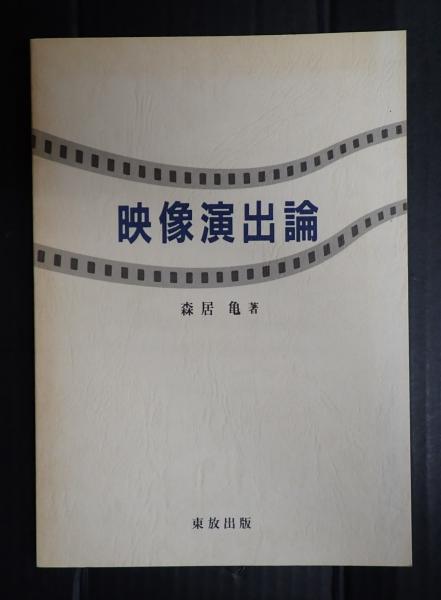 映像演出論
森居 亀 著
東放出版